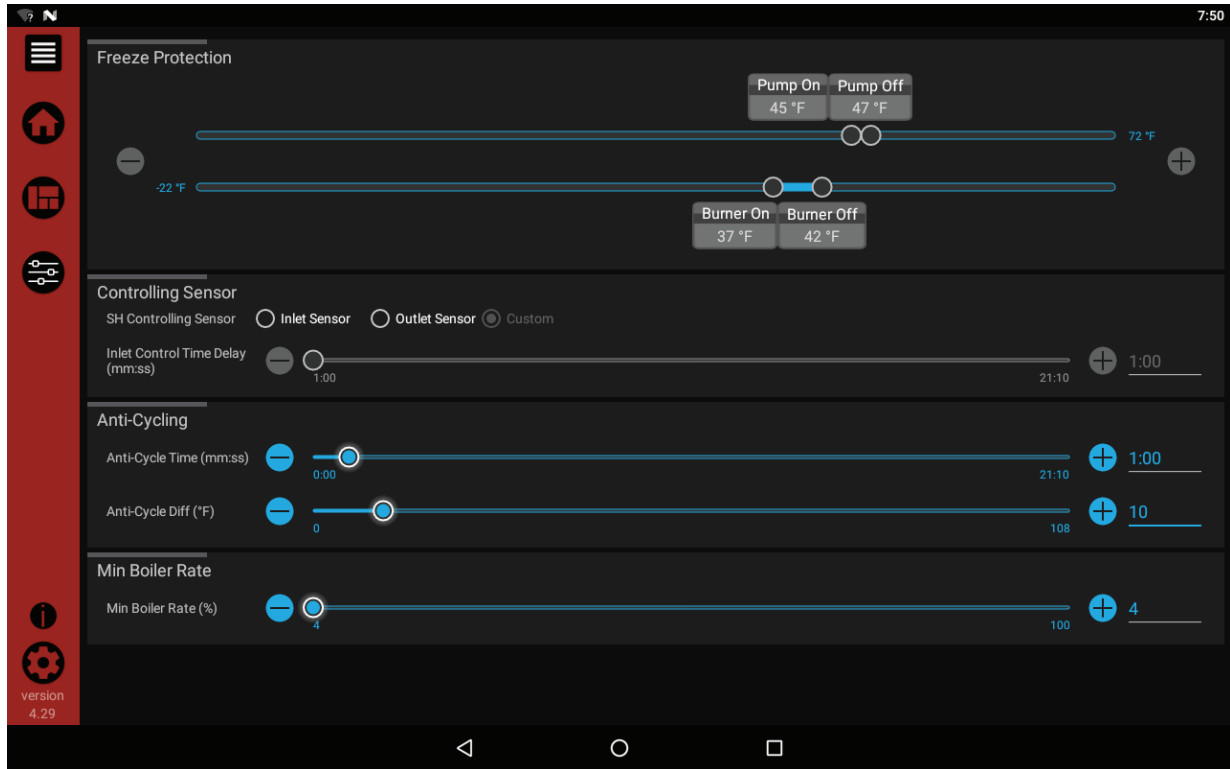 7:50
Freeze Protection
Pump On Pump Off
45 °F 47 °F
72 °F
-22 °F
Burner On Burner Off
37 °F 42 °F
Controlling Sensor
SH Controlling Sensor Inlet Sensor Outlet Sensor Custom
Inlet Control Time Delay
(mm:ss)
1:00
1:00 21:10
Anti-Cycling
Anti-Cycle Time (mm:ss) 1:00
0:00 21:10
Anti-Cycle Diff (°F) 10
0 108
Min Boiler Rate
Min Boiler Rate (%) 4
4 100
version
4.29